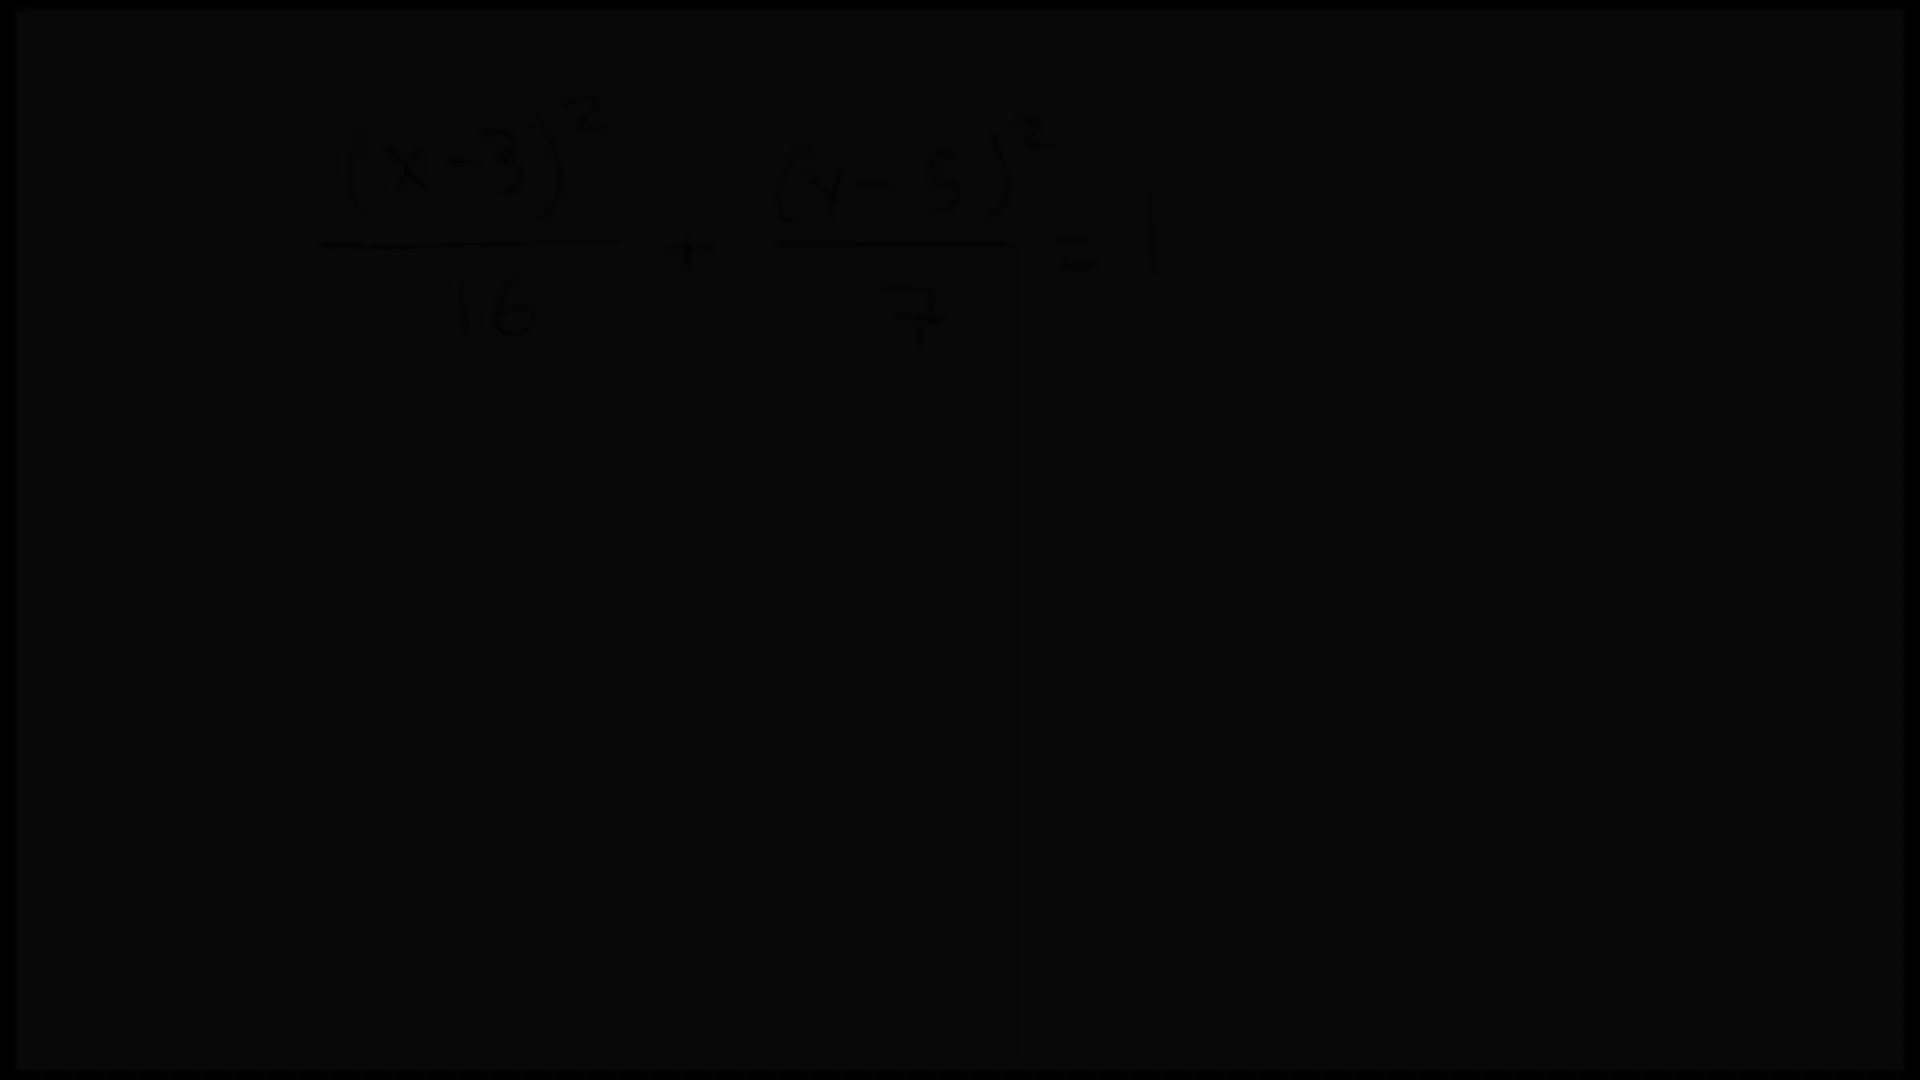 (x-3)²/16 + (y-5)²/7 = 1